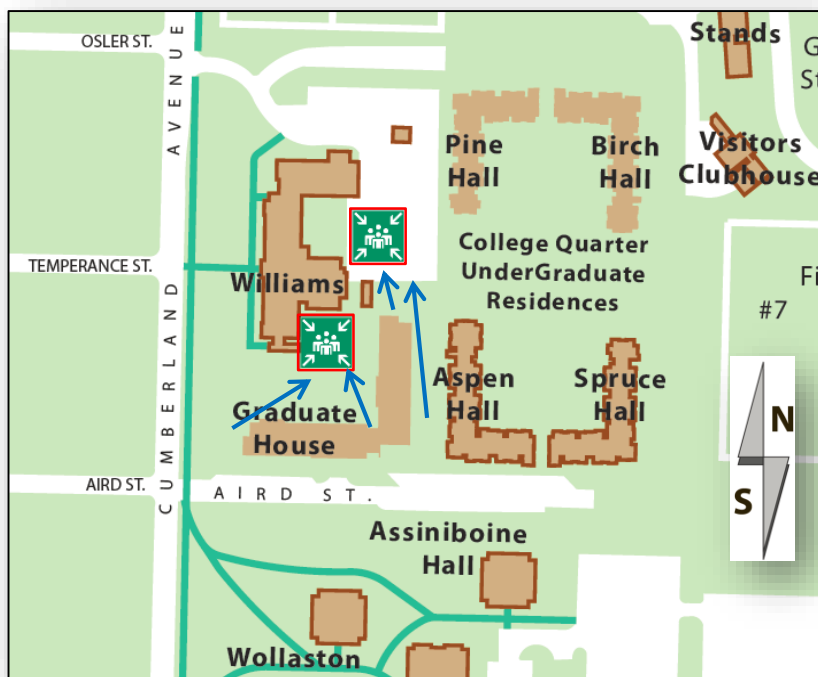 OSLER ST.
AVENUE
Stands
G
St
Pine
Hall
Birch
Hall
Visitors
Clubhouse
College Quarter
UnderGraduate
Residences
TEMPERANCE ST.
Williams
Fi
#7
CUMBERLAND
Aspen
Hall
Spruce
Hall
Graduate
House
N
S
AIRD ST.
AIRD ST.
Assiniboine
Hall
Wollaston